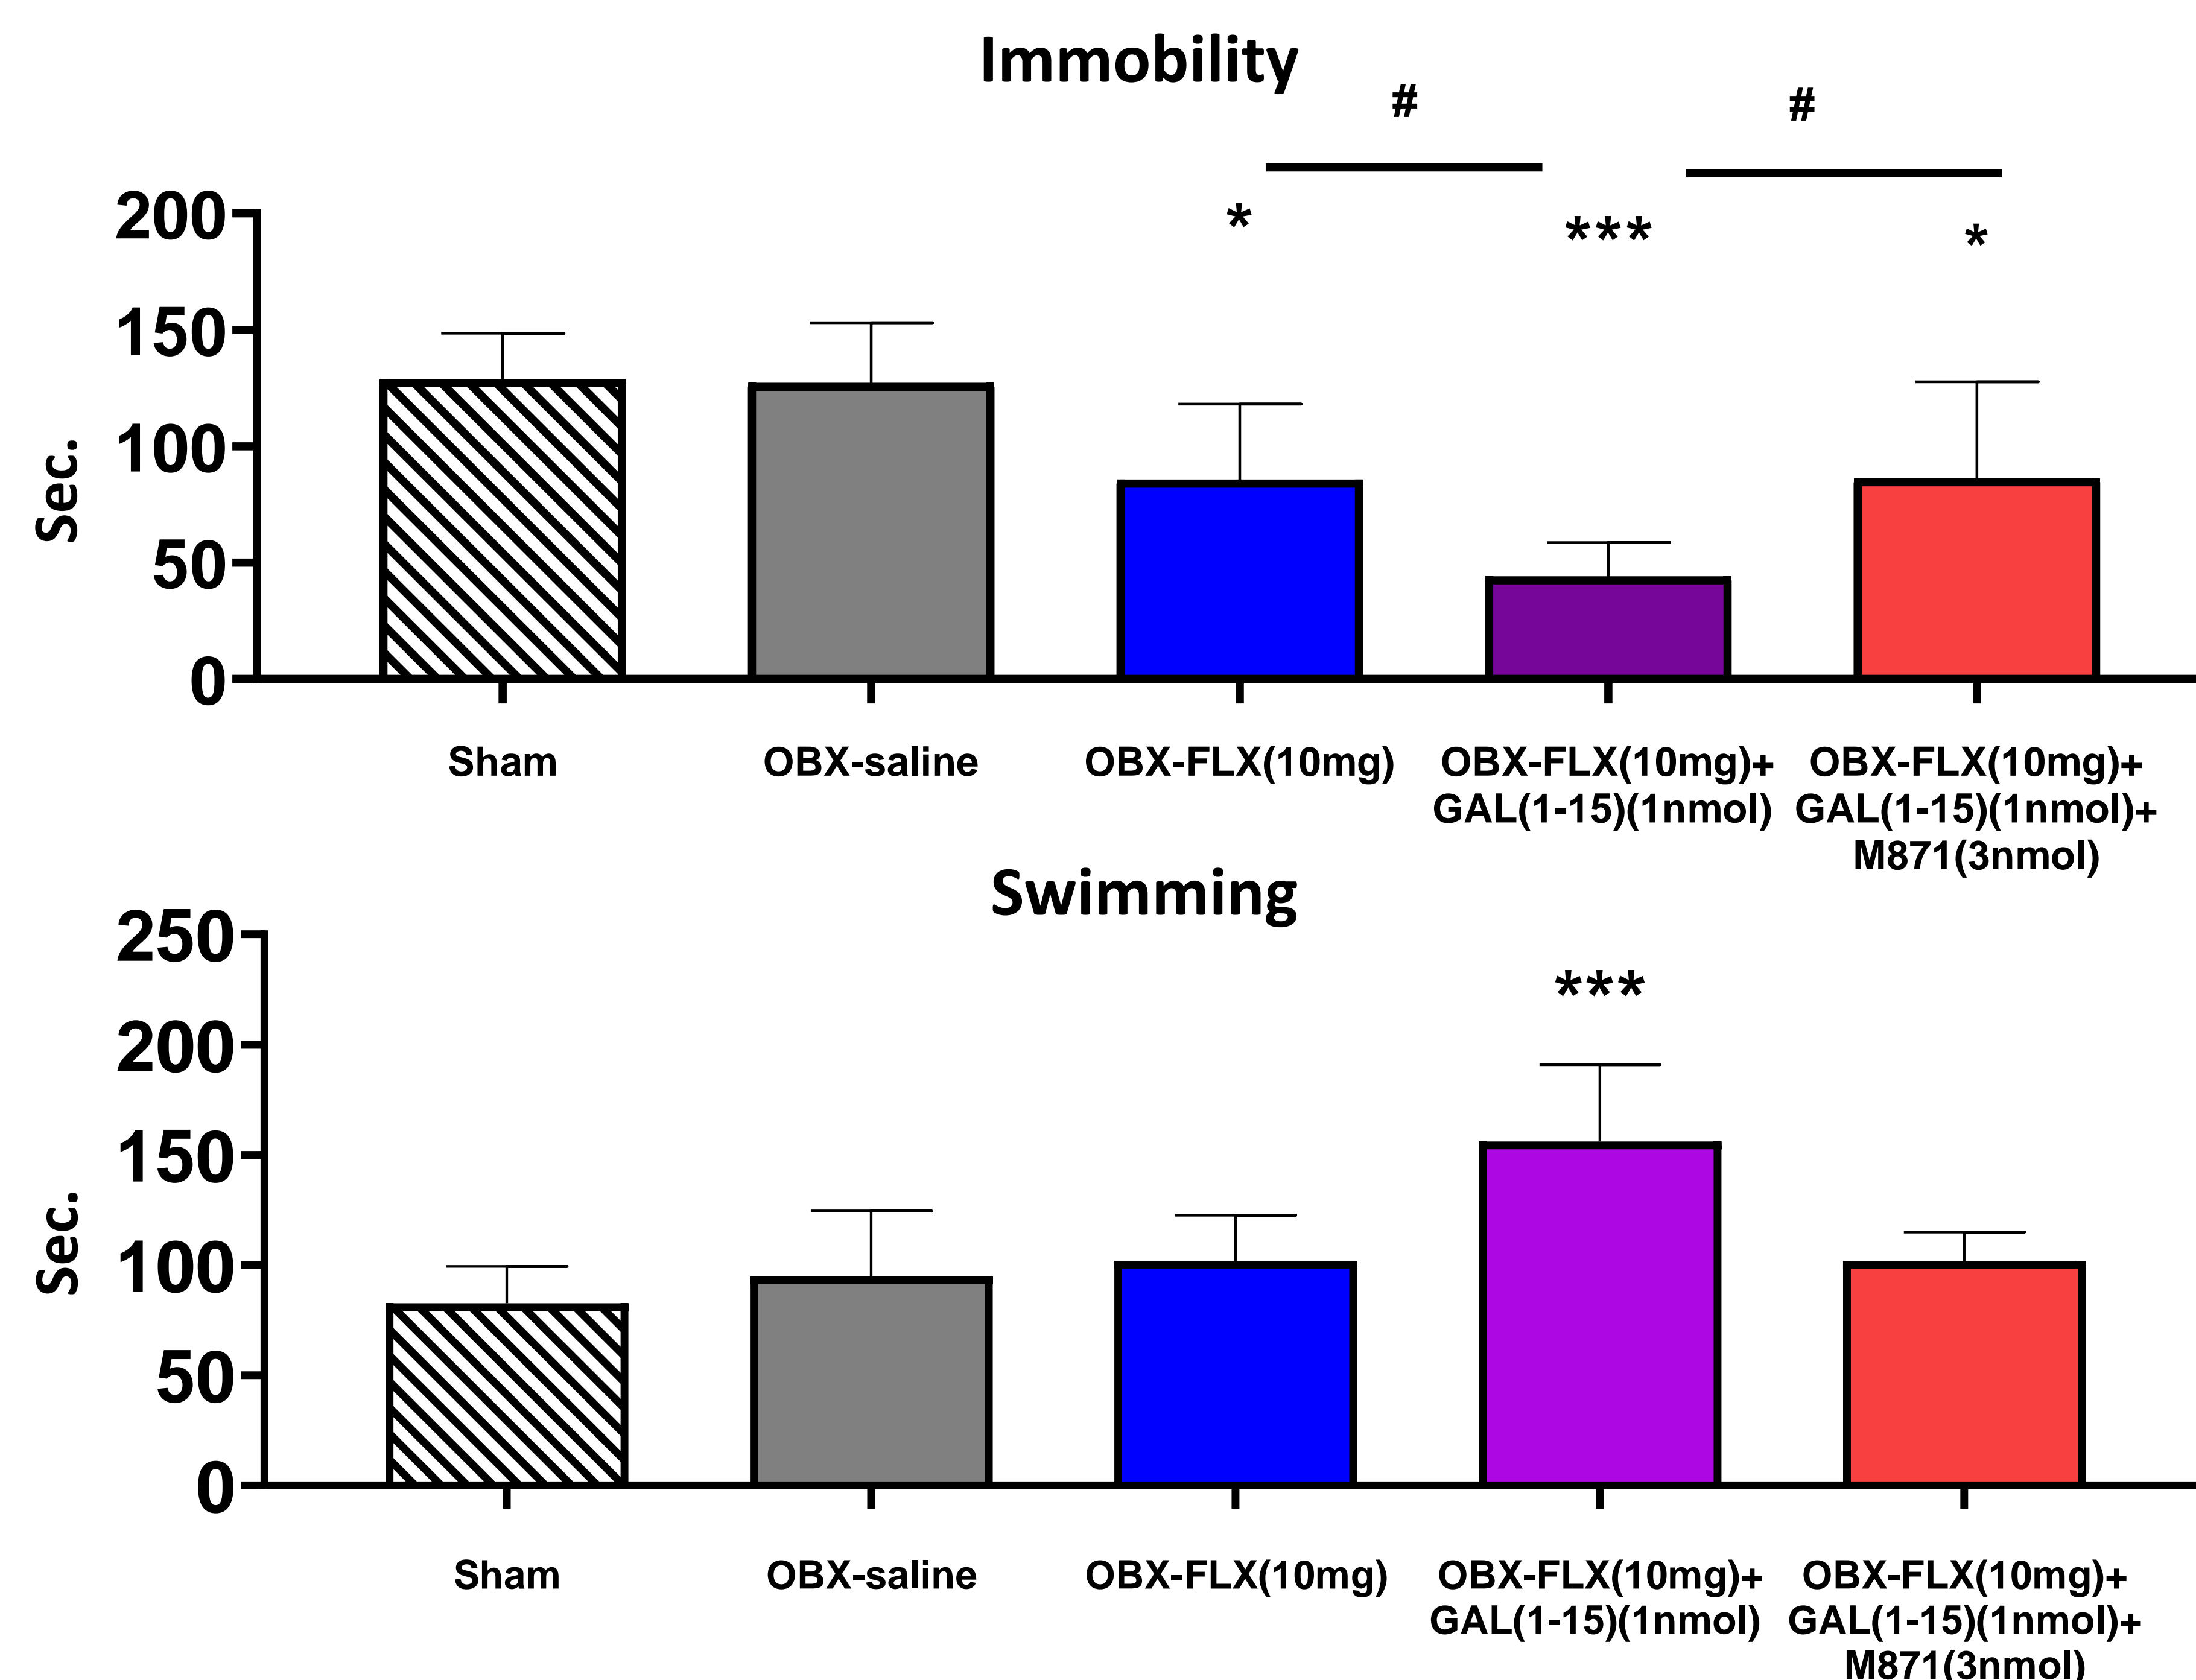 Immobility
# #
* *** *
200
150
100
50
0
Sec.
Sham OBX-saline OBX-FLX(10mg) OBX-FLX(10mg)+ OBX-FLX(10mg)+
GAL(1-15)(1nmol) GAL(1-15)(1nmol)+
M871(3nmol)
Swimming
***
250
200
150
100
50
0
Sec.
Sham OBX-saline OBX-FLX(10mg) OBX-FLX(10mg)+ OBX-FLX(10mg)+
GAL(1-15)(1nmol) GAL(1-15)(1nmol)+
M871(3nmol)